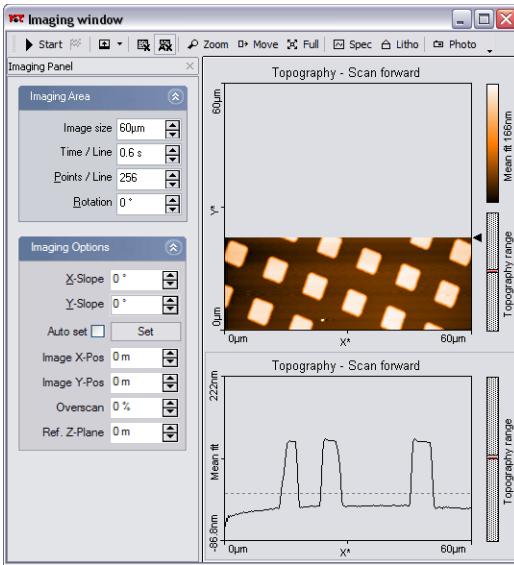 Imaging window
Start Zoom Move Full Spec Litho Photo
Imaging Panel
Imaging Area
Image size 60µm
Time / Line 0.6 s
Points / Line 256
Rotation 0 °
Imaging Options
X-Slope 0 °
Y-Slope 0 °
Auto set Set
Image X-Pos 0 m
Image Y-Pos 0 m
Overscan 0 %
Ref. Z-Plane 0 m
Topography - Scan forward
60µm
Y*
0µm
0µm X* 60µm
Mean fit 166nm
Topography range
Topography - Scan forward
222nm
Mean fit
-86.8nm
0µm X* 60µm
Topography range